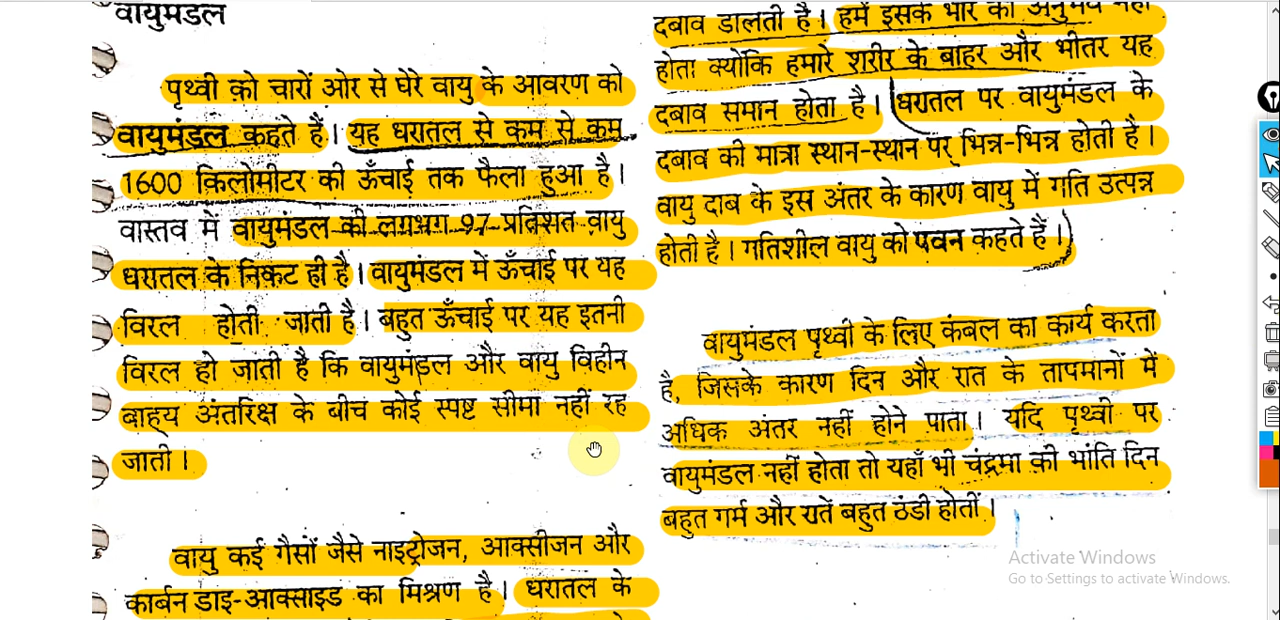 वायुमंडल
पृथ्वी को चारों ओर से घेरे वायु के आवरण को
वायुमंडल कहते हैं। यह धरातल से कम से कम
1600 किलोमीटर की ऊँचाई तक फैला हुआ है।
वास्तव में वायुमंडल की लगभग 97 प्रतिशत वायु
धरातल के निकट ही है। वायुमंडल में ऊँचाई पर यह
विरल होती जाती है। बहुत ऊँचाई पर यह इतनी
विरल हो जाती है कि वायुमंडल और वायु विहीन
बाह्य अंतरिक्ष के बीच कोई स्पष्ट सीमा नहीं रह
जाती।
वायु कई गैसों जैसे नाइट्रोजन, आक्सीजन और
कार्बन डाइ-आक्साइड का मिश्रण है। धरातल के
दबाव डालती है। हमें इसके भार का अनुभव नहीं
होता क्योंकि हमारे शरीर के बाहर और भीतर यह
दबाव समान होता है। धरातल पर वायुमंडल के
दबाव की मात्रा स्थान-स्थान पर भिन्न-भिन्न होती है।
वायु दाब के इस अंतर के कारण वायु में गति उत्पन्न
होती है। गतिशील वायु को पवन कहते हैं।
वायुमंडल पृथ्वी के लिए कंबल का कार्य करता
है, जिसके कारण दिन और रात के तापमानों में
अधिक अंतर नहीं होने पाता। यदि पृथ्वी पर
वायुमंडल नहीं होता तो यहाँ भी चंद्रमा की भांति दिन
बहुत गर्म और रातें बहुत ठंडी होतीं।
Activate Windows
Go to Settings to activate Windows.